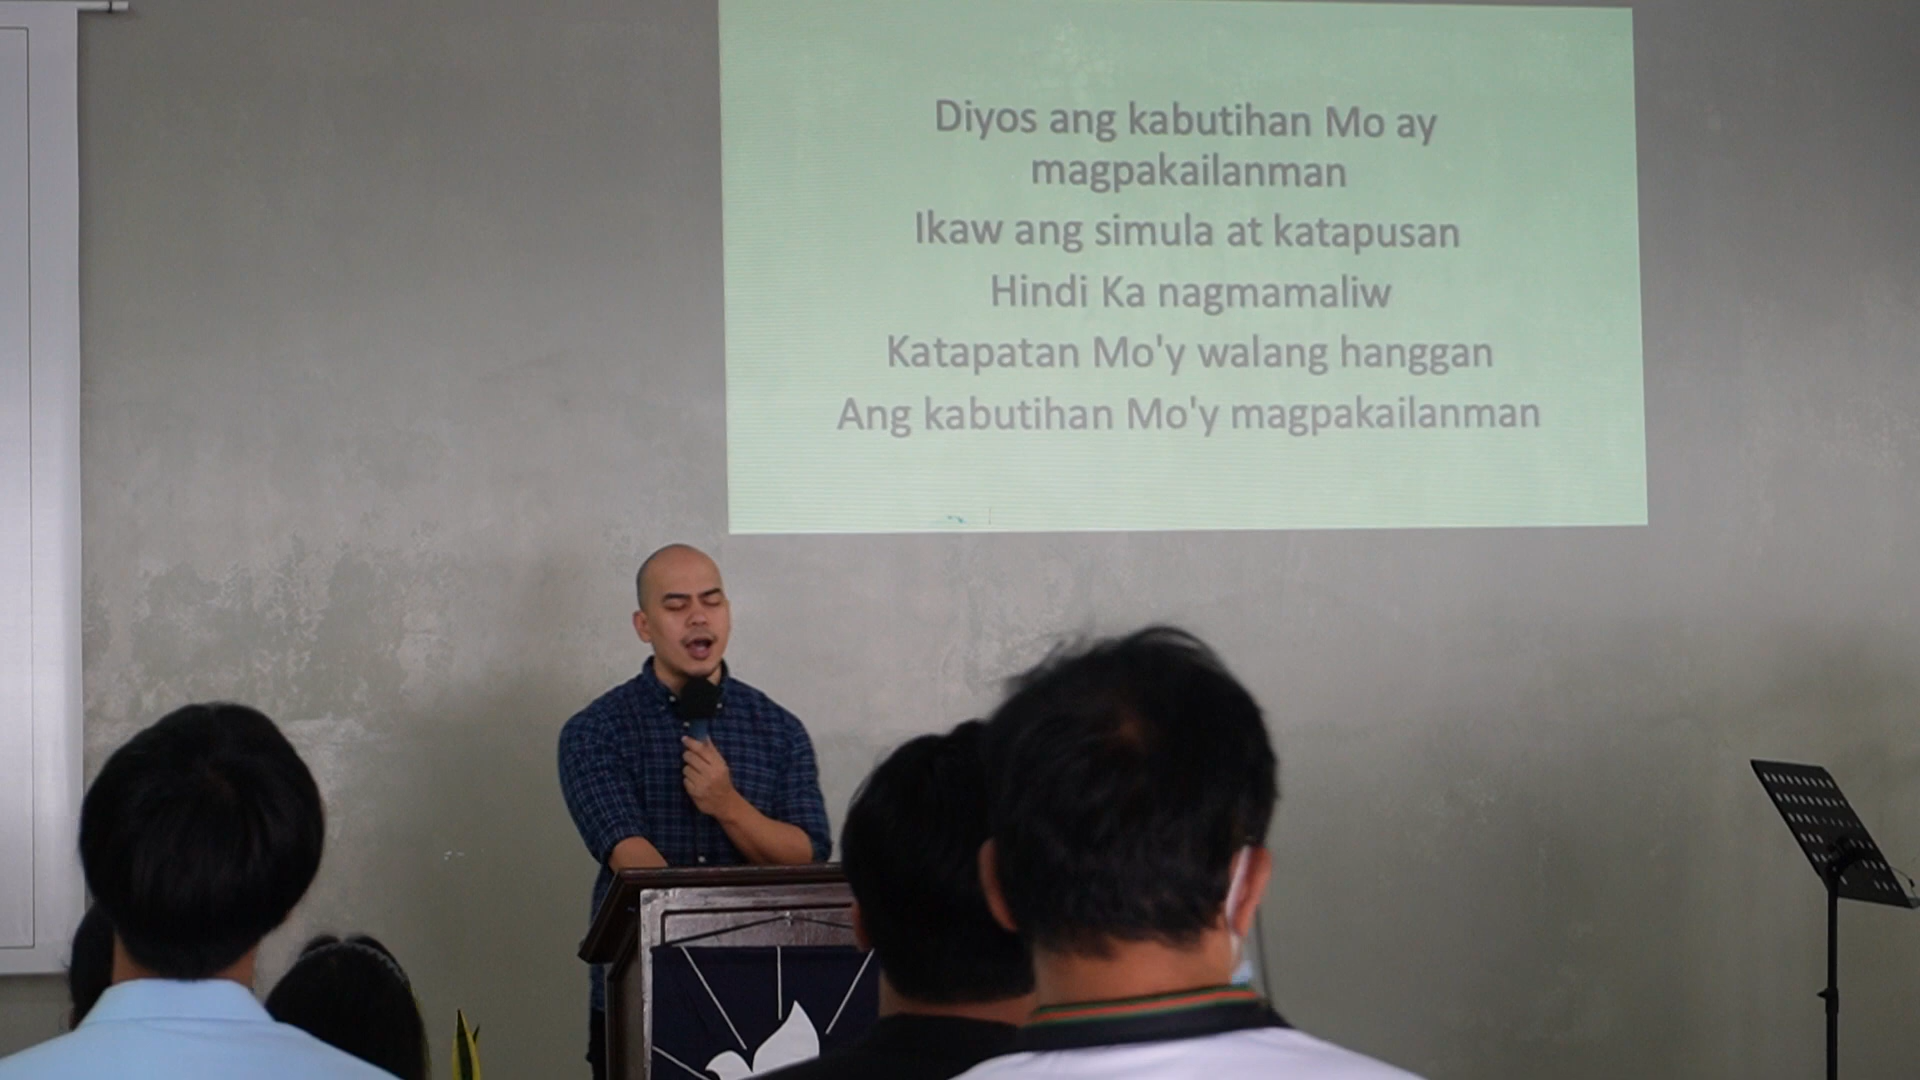 Diyos ang kabutihan Mo ay
magpakailanman
Ikaw ang simula at katapusan
Hindi Ka nagmamaliw
Katapatan Mo'y walang hanggan
Ang kabutihan Mo'y magpakailanman